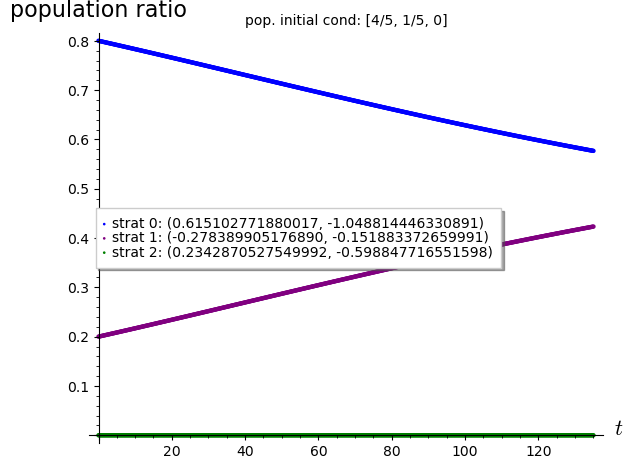 population ratio
pop. initial cond: [4/5, 1/5, 0]
0.8
0.7
0.6
0.5
strat 0: (0.615102771880017, -1.048814446330891)
strat 1: (-0.278389905176890, -0.151883372659991)
strat 2: (0.2342870527549992, -0.598847716551598)
0.4
0.3
0.2
0.1
t
20 40 60 80 100 120